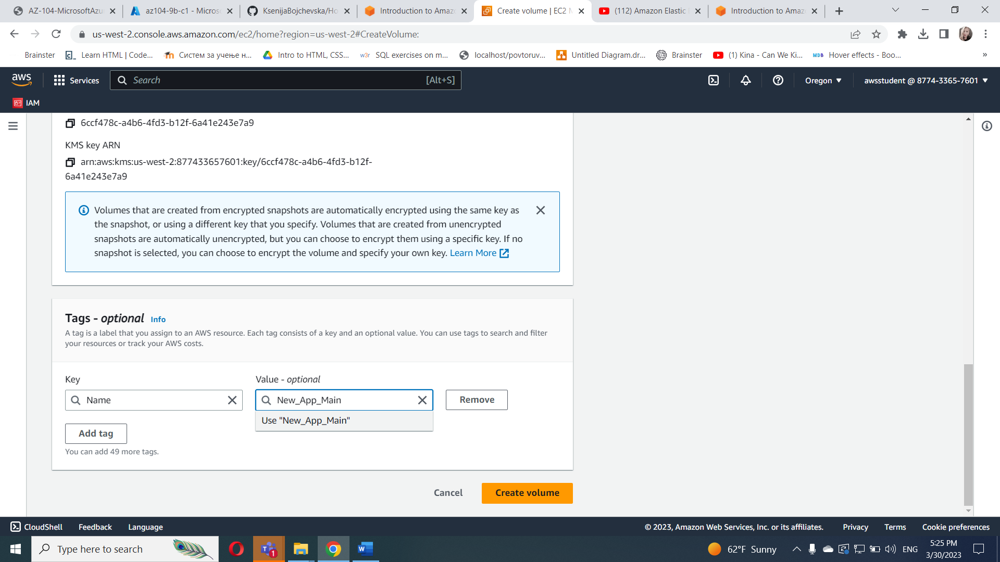 AZ-104-MicrosoftAzu
az104-9b-c1 - Micros
KsenijaBojchevska/Ho
Introduction to Amaz
Create volume | EC2 M
(112) Amazon Elastic
Introduction to Amaz
us-west-2.console.aws.amazon.com/ec2/home?region=us-west-2#CreateVolume:
Brainster
Learn HTML | Code...
Систем за учење н...
Intro to HTML, CSS...
w3r
SQL exercises on m...
localhost/povtoruv...
Untitled Diagram.dr...
Brainster
(1) Kina - Can We Ki...
MDB
Hover effects - Boo...
»
aws
Services
Search
[Alt+S]
Oregon
awsstudent @ 8774-3365-7601
IAM
6ccf478c-a4b6-4fd3-b12f-6a41e243e7a9
KMS key ARN
arn:aws:kms:us-west-2:877433657601:key/6ccf478c-a4b6-4fd3-b12f-
6a41e243e7a9
Volumes that are created from encrypted snapshots are automatically encrypted using the same key as
the snapshot, or using a different key that you specify. Volumes that are created from unencrypted
snapshots are automatically unencrypted, but you can choose to encrypt them using a specific key. If no
snapshot is selected, you can choose to encrypt the volume and specify your own key. Learn More
Tags - optional Info
A tag is a label that you assign to an AWS resource. Each tag consists of a key and an optional value. You can use tags to search and filter
your resources or track your AWS costs.
Key
Value - optional
Name
New_App_Main
Remove
Use "New_App_Main"
Add tag
You can add 49 more tags.
Cancel
Create volume
CloudShell
Feedback
Language
© 2023, Amazon Web Services, Inc. or its affiliates.
Privacy
Terms
Cookie preferences
Type here to search
1
62°F Sunny
ENG
5:25 PM
3/30/2023